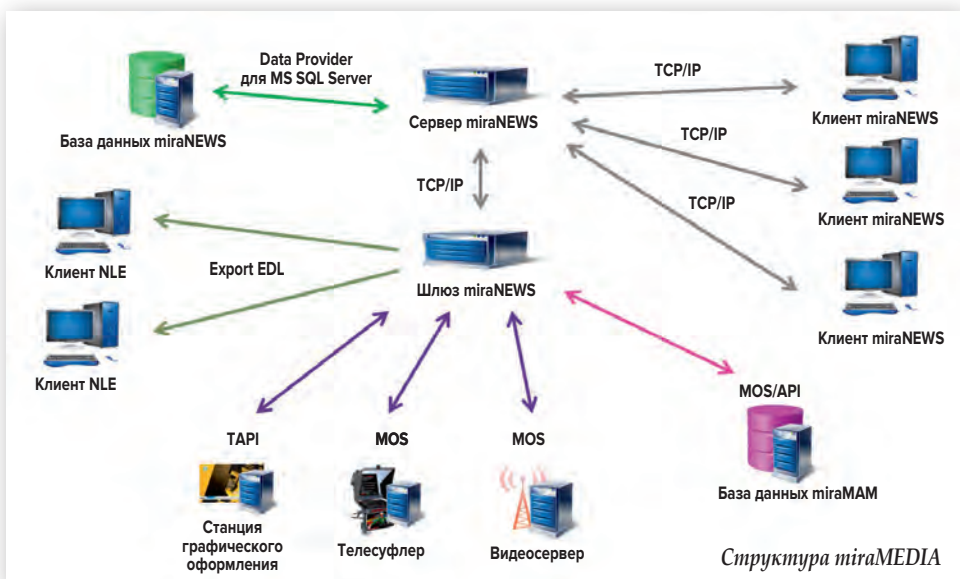 Data Provider
для MS SQL Server
TCP/IP
База данных miraNEWS
Сервер miraNEWS
Клиент miraNEWS
TCP/IP
TCP/IP
Клиент miraNEWS
TCP/IP
Клиент NLE
Export EDL
Шлюз miraNEWS
Клиент miraNEWS
Клиент NLE
MOS/API
TAPI
MOS
MOS
База данных miraMAM
Станция
графического
оформления
Телесуфлер
Видеосервер
Структура miraMEDIA